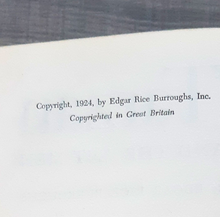 Copyright, 1924, by Edgar Rice Burroughs, Inc.
Copyrighted in Great Britain